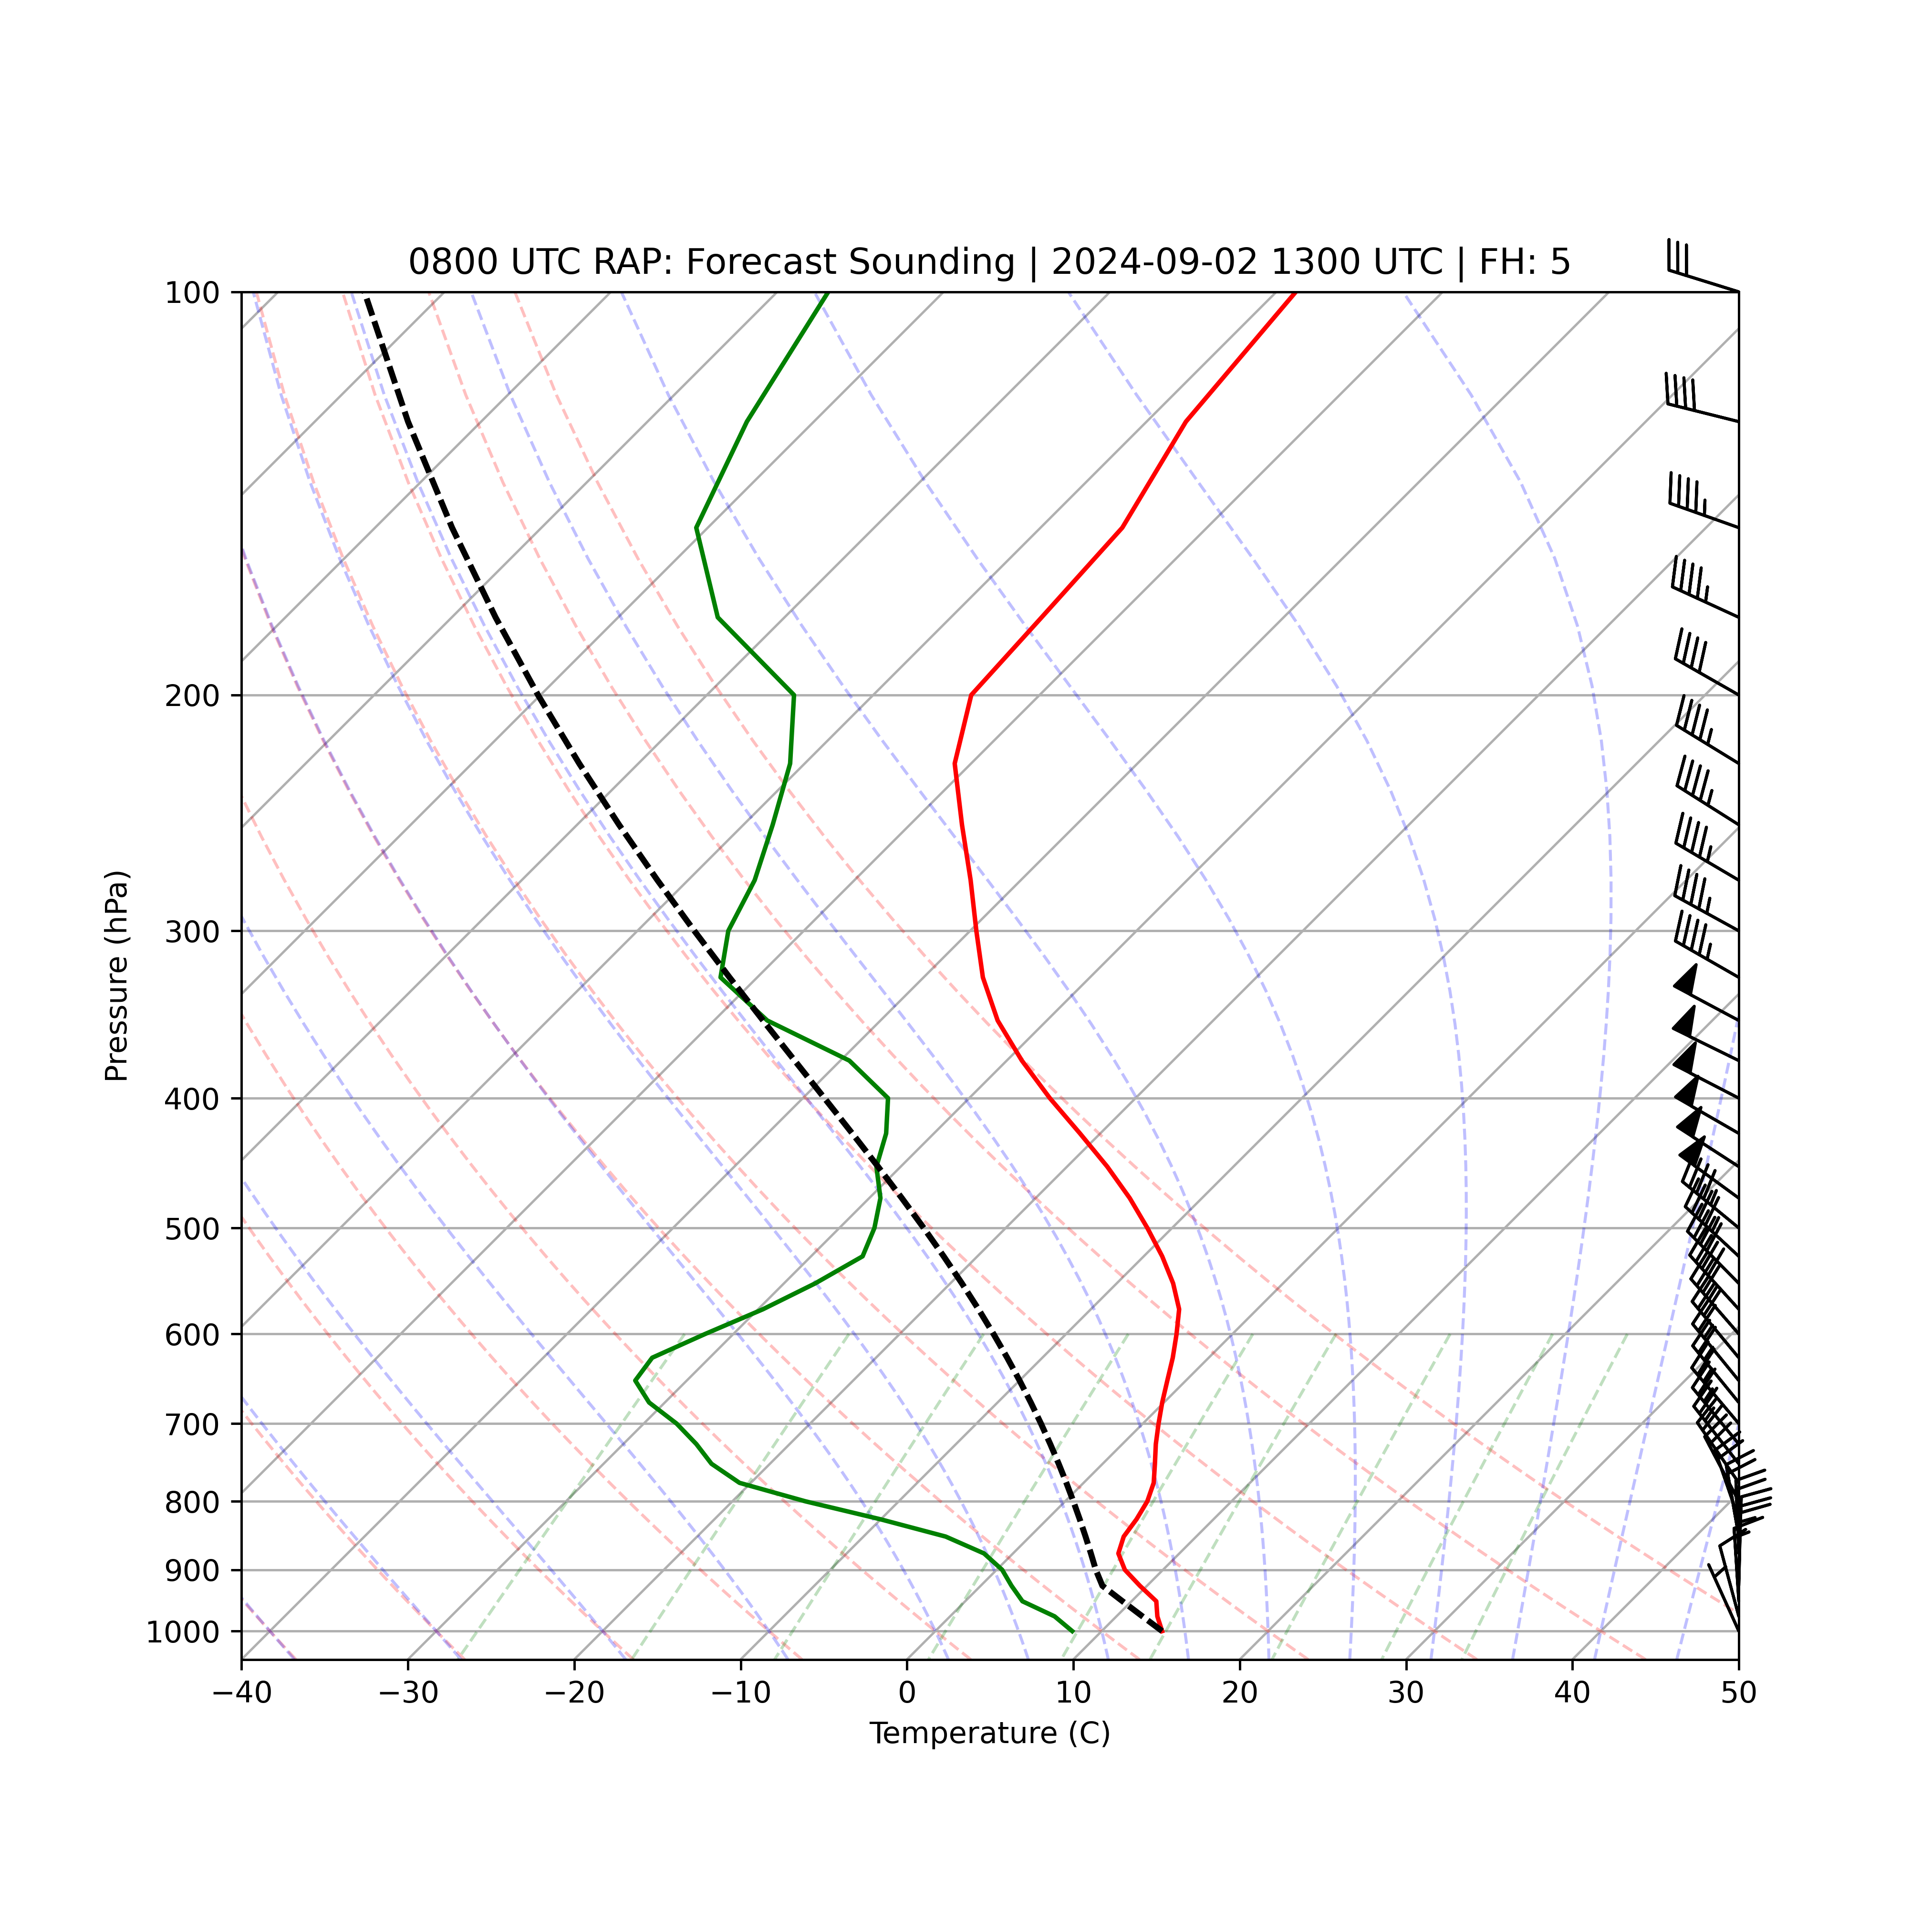 0800 UTC RAP: Forecast Sounding | 2024-09-02 1300 UTC | FH: 5
100
200
300
400
500
600
700
800
900
1000
Pressure (hPa)
−40 −30 −20 −10 0 10 20 30 40 50
Temperature (C)